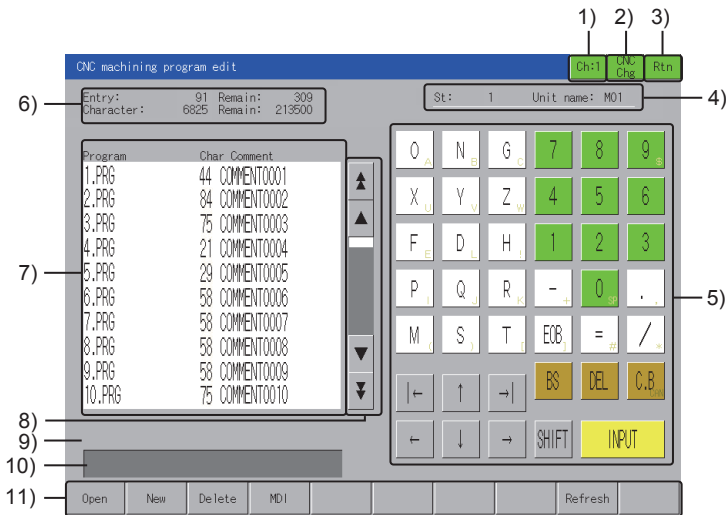 1) 2) 3)
CNC machining program edit Ch:1 CNC Chg Rtn
6) Entry: 91 Remain: 309 St: 1 Unit name: M01 4)
Character: 6825 Remain: 213500
Program Char Comment
1.PRG 44 COMMENT0001
2.PRG 84 COMMENT0002
3.PRG 75 COMMENT0003
4.PRG 21 COMMENT0004
7) 5.PRG 29 COMMENT0005
6.PRG 58 COMMENT0006
7.PRG 58 COMMENT0007
8.PRG 58 COMMENT0008
9.PRG 58 COMMENT0009
10.PRG 75 COMMENT0010
O A N B G C 7 8 9 S
X U Y V Z W 4 5 6
F E D L H ! 1 2 3
P I Q J R K - + 0 SP . , 5)
M ( S ) T [ EOB ] = # / *
|← ↑ →| BS DEL C.B CAN
← ↓ → SHIFT INPUT
8)
9)
10)
11) Open New Delete MDI Refresh